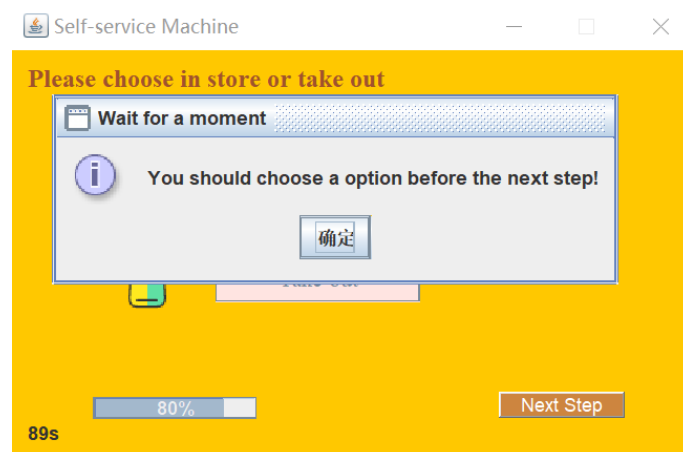 Self-service Machine
Please choose in store or take out
Wait for a moment
You should choose a option before the next step!
确定
80%
Next Step
89s